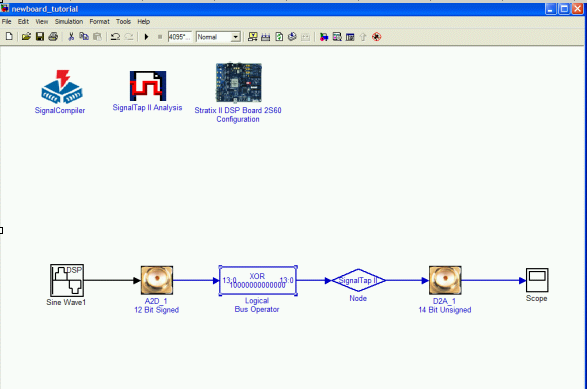 newboard_tutorial
File Edit View Simulation Format Tools Help
4095*... Normal
SignalCompiler
SignalTap II Analysis
Stratix II DSP Board 2S60
Configuration
DSP
Sine Wave1
A2D_1
12 Bit Signed
XOR
13:0 13:0
10000000000000
Logical
Bus Operator
SignalTap II
Node
D2A_1
14 Bit Unsigned
Scope